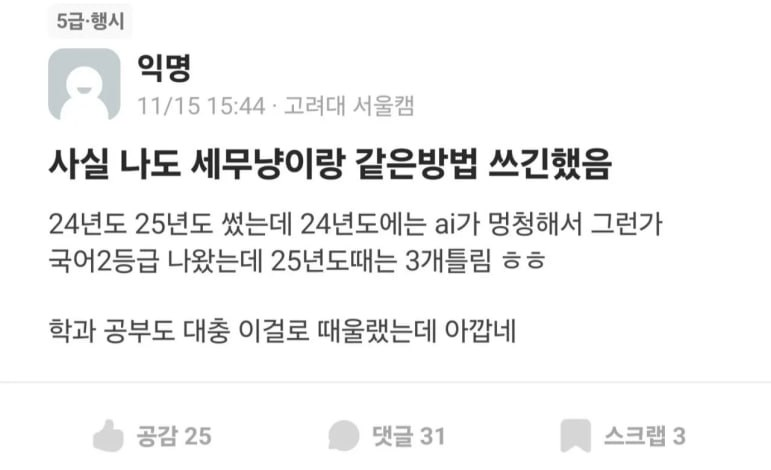 5급·행시
익명
11/15 15:44 · 고려대 서울캠
사실 나도 세무냥이랑 같은방법 쓰긴했음
24년도 25년도 썼는데 24년도에는 ai가 멍청해서 그런가
국어2등급 나왔는데 25년도때는 3개틀림 ㅎㅎ
학과 공부도 대충 이걸로 때울랬는데 아깝네
공감 25 댓글 31 스크랩 3